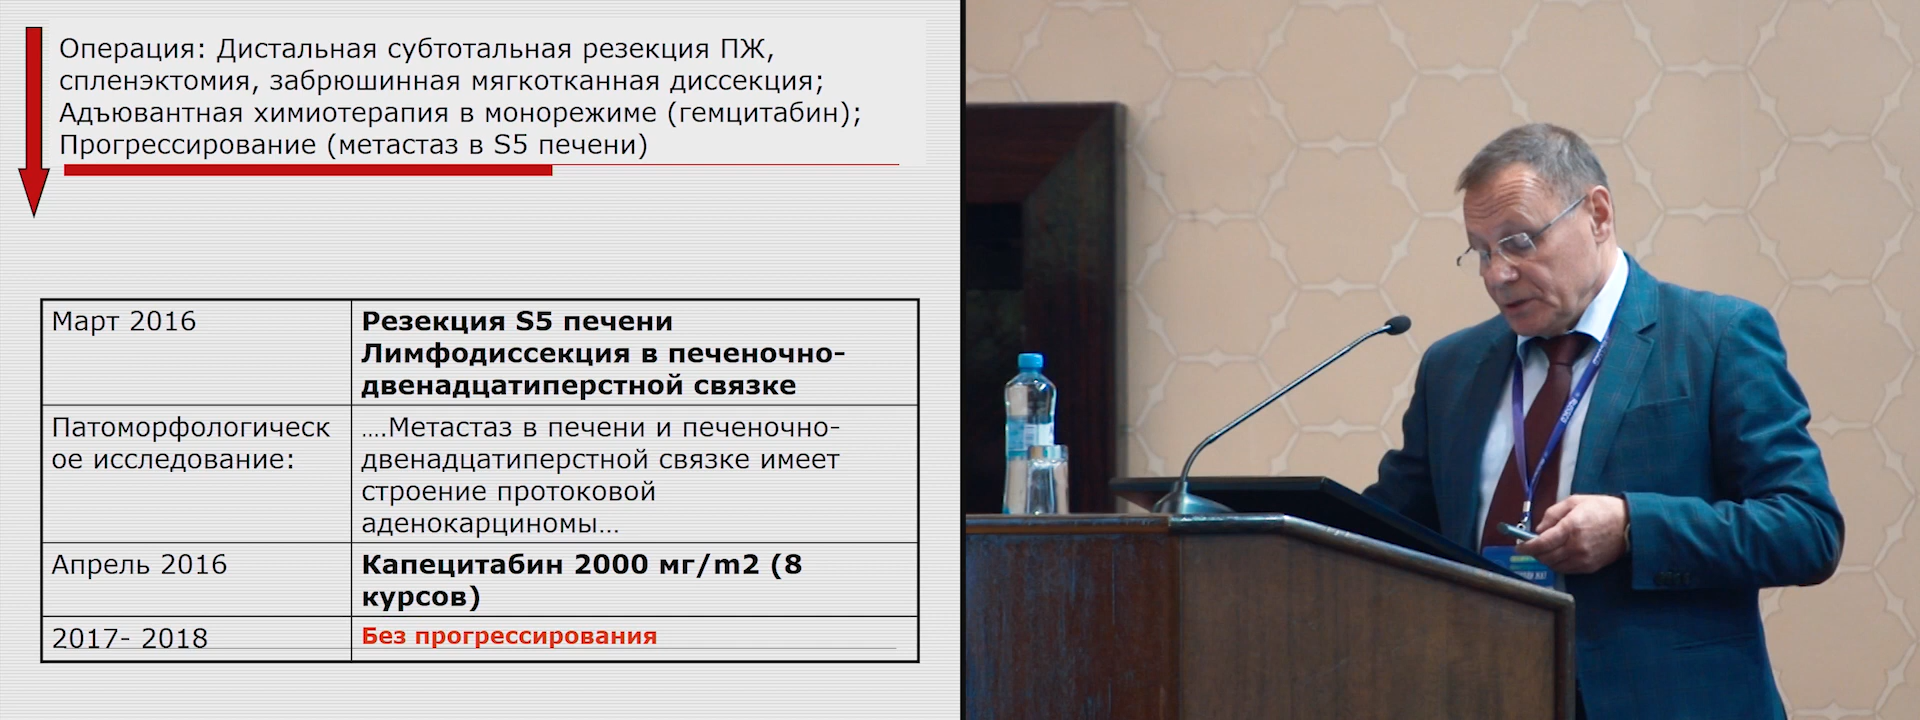 Операция: Дистальная субтотальная резекция ПЖ,
спленэктомия, забрюшинная мягкотканная диссекция;
Адъювантная химиотерапия в монорежиме (гемцитабин);
Прогрессирование (метастаз в S5 печени)
Март 2016
Резекция S5 печени
Лимфодиссекция в печеночно-
двенадцатиперстной связке
Патоморфологическ
ое исследование:
....Метастаз в печени и печеночно-
двенадцатиперстной связке имеет
строение протоковой
аденокарциномы...
Апрель 2016
Капецитабин 2000 мг/m2 (8
курсов)
2017- 2018
Без прогрессирования